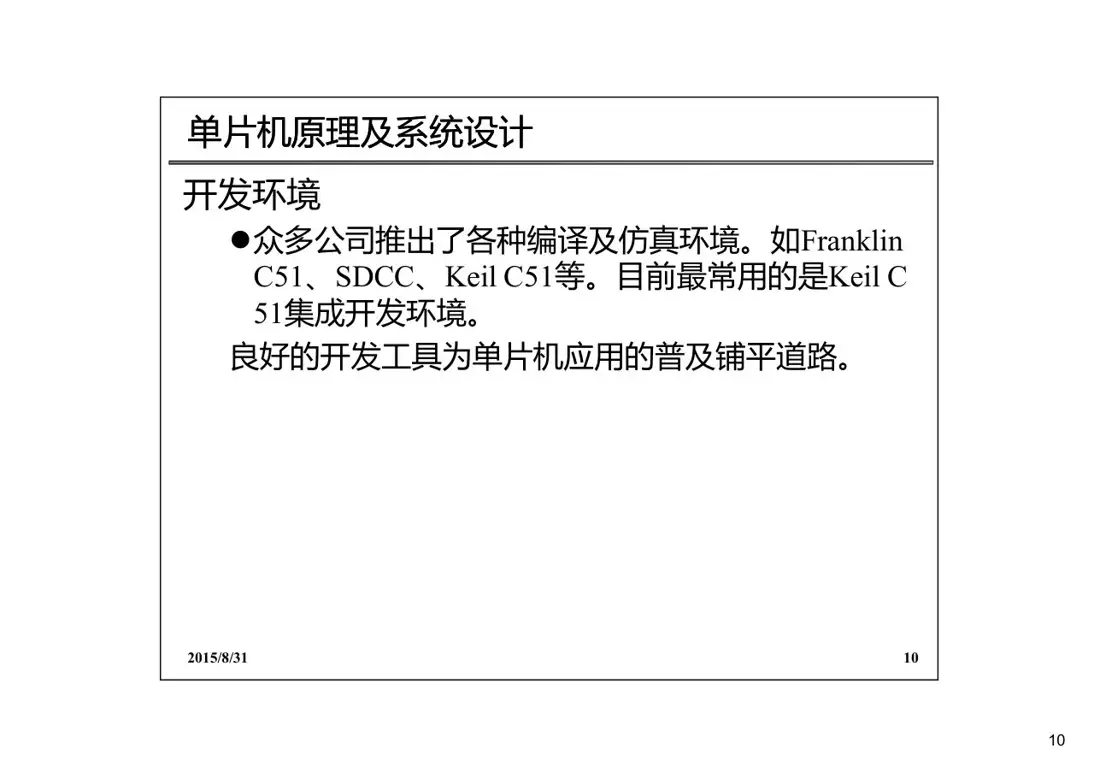 单片机原理及系统设计
开发环境
●众多公司推出了各种编译及仿真环境。如Franklin
C51、SDCC、Keil C51等。目前最常用的是Keil C
51集成开发环境。
良好的开发工具为单片机应用的普及铺平道路。
2015/8/31
10
10